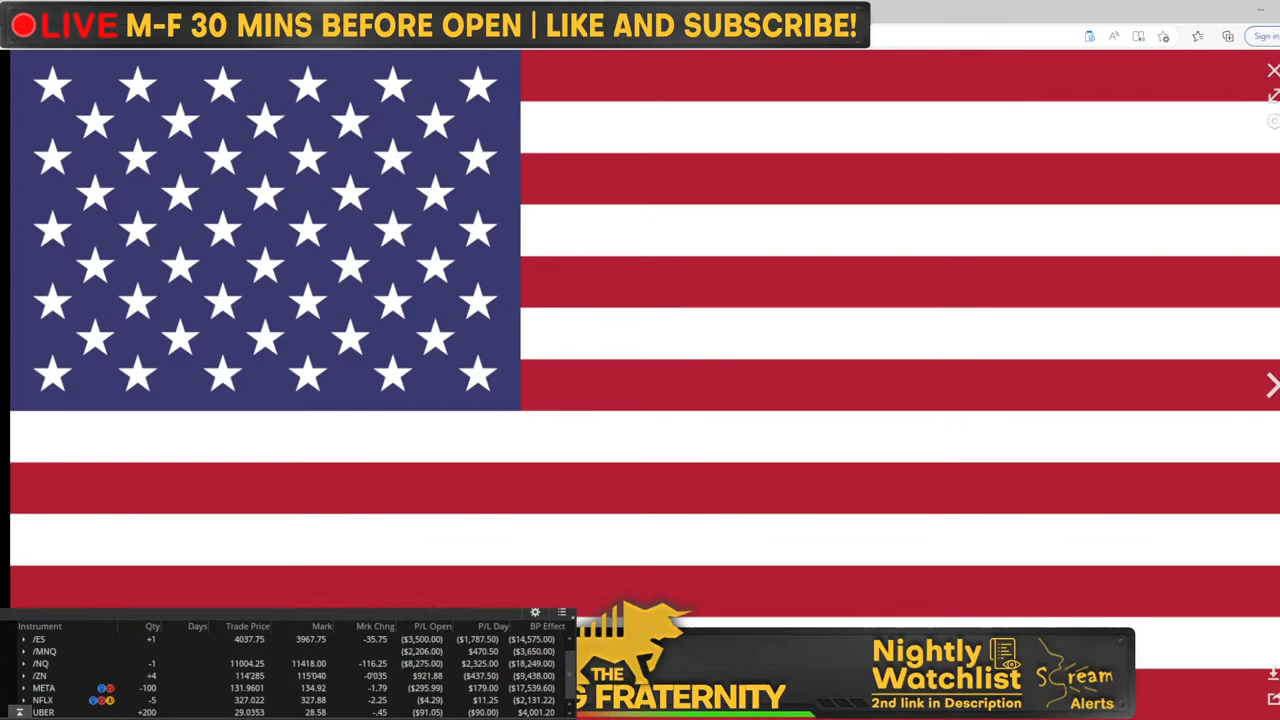 LIVE M-F 30 MINS BEFORE OPEN | LIKE AND SUBSCRIBE!
Sign in
Instrument Qty Days Trade Price Mark Mrk Chng P/L Open P/L Day BP Effect
/ES +1 4037.75 3967.75 -35.75 ($3,500.00) ($1,787.50) ($14,575.00)
/MNQ ($2,206.00) $470.50 ($3,650.00)
/NQ -1 11004.25 11418.00 -116.25 ($8,275.00) $2,325.00 ($18,249.00)
/ZN +4 114'285 115'040 -0'035 $921.88 ($437.50) ($9,438.00)
META -100 131.9601 134.92 -1.79 ($295.99) $179.00 ($17,539.60)
NFLX -5 327.022 327.88 -2.25 ($4.29) $11.25 ($2,131.22)
UBER +200 29.0353 28.58 -.45 ($91.05) ($90.00) $4,001.20
THE
G FRATERNITY
Nightly
Watchlist
2nd link in Description
Scream
Alerts